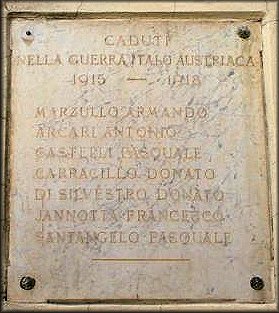 CADUTI
NELLA GUERRA ITALO AUSTRIACA
1915 — 1918
MARZULLO ARMANDO
ARCARI ANTONIO
CASTELLI PASQUALE
CARRACILLO DONATO
DI SILVESTRO DONATO
JANNOTTA FRANCESCO
SANTANGELO PASQUALE